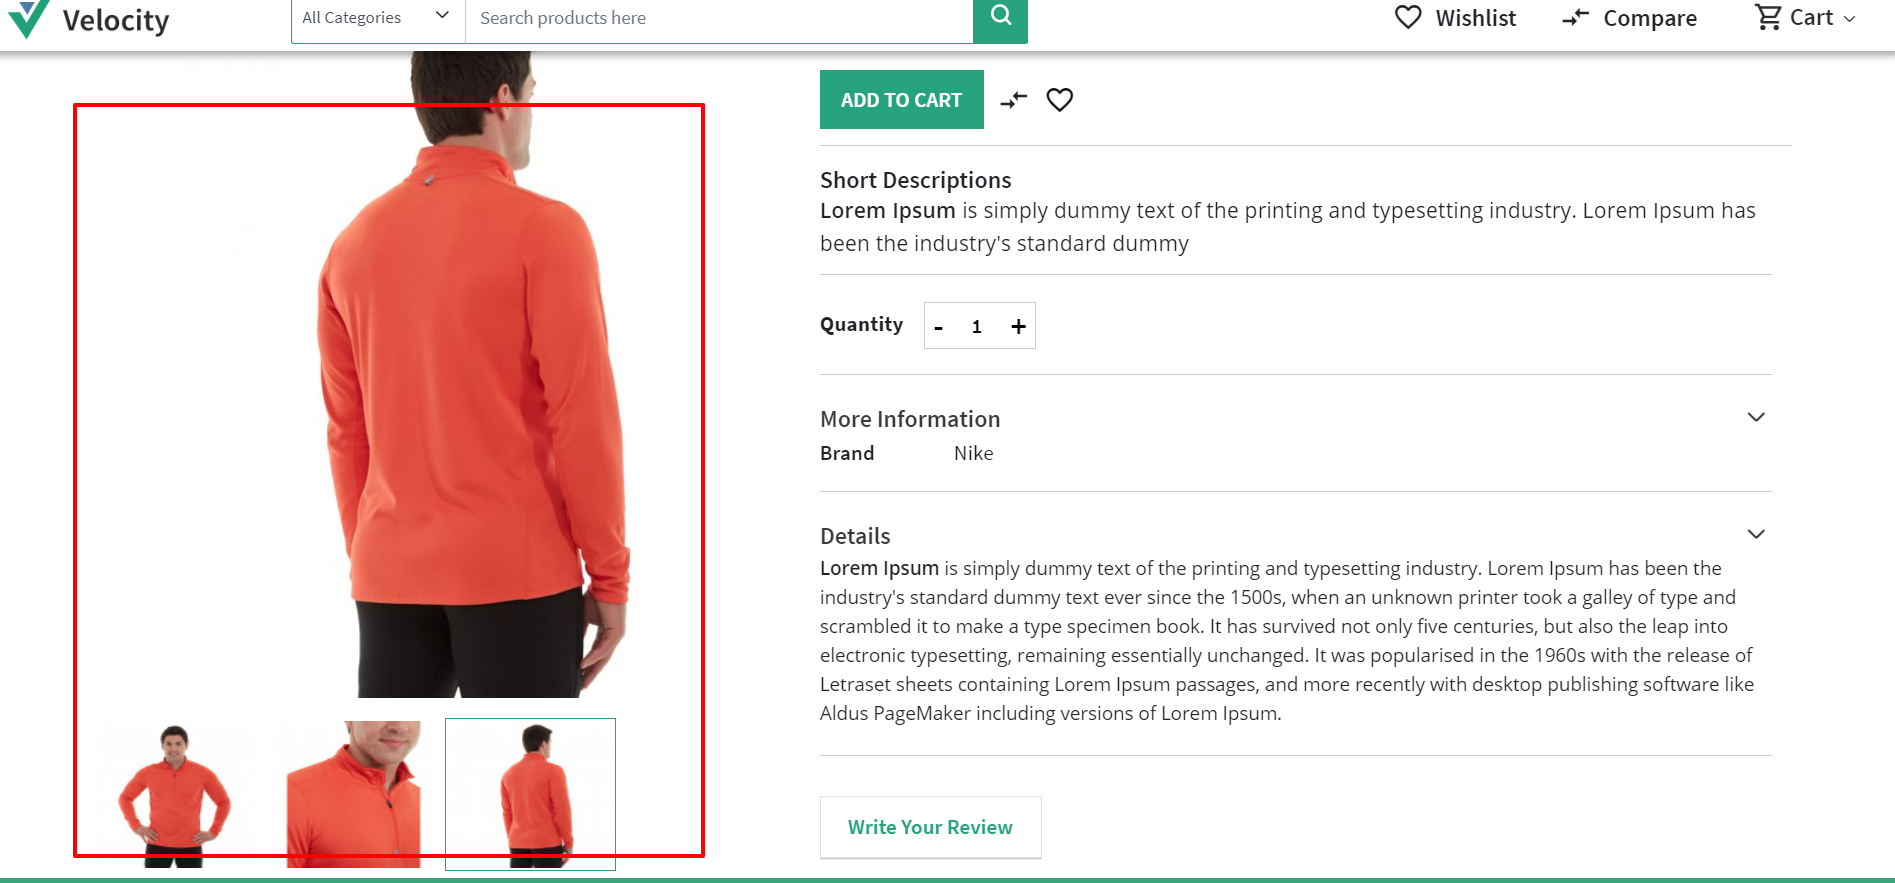 Velocity
All Categories
Search products here
Wishlist
Compare
Cart
ADD TO CART
Short Descriptions
Lorem Ipsum is simply dummy text of the printing and typesetting industry. Lorem Ipsum has
been the industry's standard dummy
Quantity - 1 +
More Information
Brand Nike
Details
Lorem Ipsum is simply dummy text of the printing and typesetting industry. Lorem Ipsum has been the
industry's standard dummy text ever since the 1500s, when an unknown printer took a galley of type and
scrambled it to make a type specimen book. It has survived not only five centuries, but also the leap into
electronic typesetting, remaining essentially unchanged. It was popularised in the 1960s with the release of
Letraset sheets containing Lorem Ipsum passages, and more recently with desktop publishing software like
Aldus PageMaker including versions of Lorem Ipsum.
Write Your Review